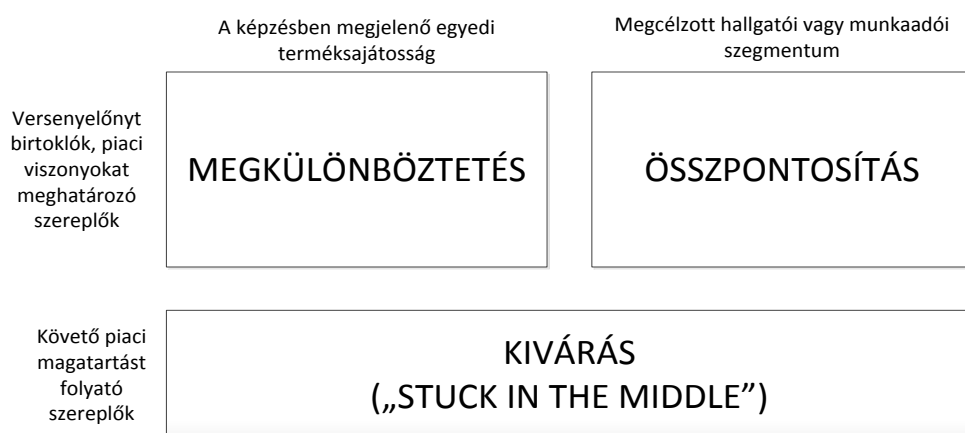 A képzésben megjelenő egyedi
terméksajátosság
Megcélzott hallgatói vagy munkaadói
szegmentum
Versenyelőnyt
birtoklók, piaci
viszonyokat
meghatározó
szereplők
MEGKÜLÖNBÖZTETÉS
ÖSSZPONTOSÍTÁS
Követő piaci
magatartást
folyató
szereplők
KIVÁRÁS
(„STUCK IN THE MIDDLE”)